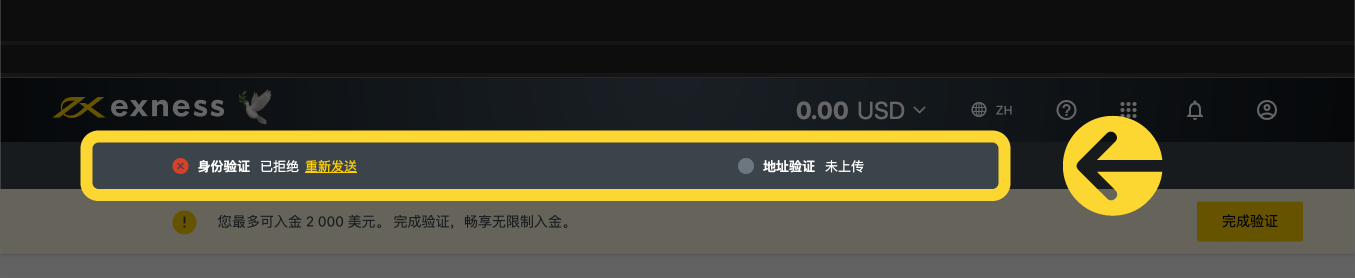 exness
0.00 USD
ZH
身份验证 已拒绝 重新发送
地址验证 未上传
您最多可入金 2 000 美元。 完成验证，畅享无限制入金。
完成验证